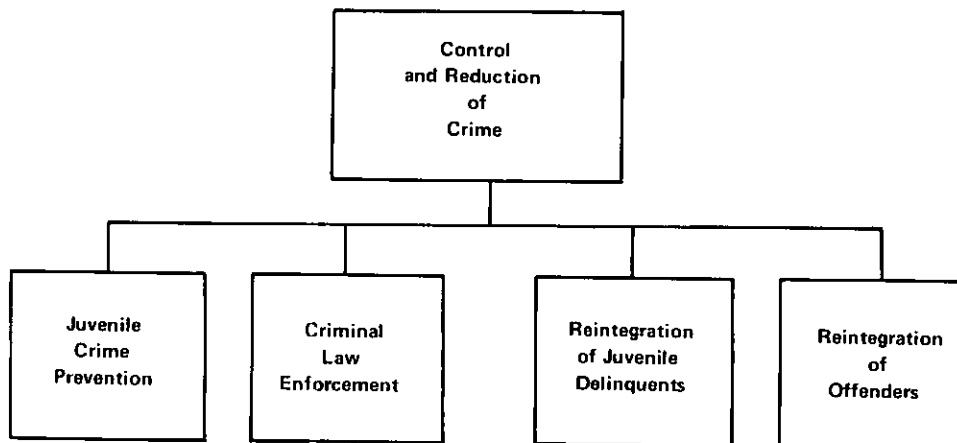 Control
and Reduction
of
Crime
Juvenile
Crime
Prevention
Criminal
Law
Enforcement
Reintegration
of Juvenile
Delinquents
Reintegration
of
Offenders